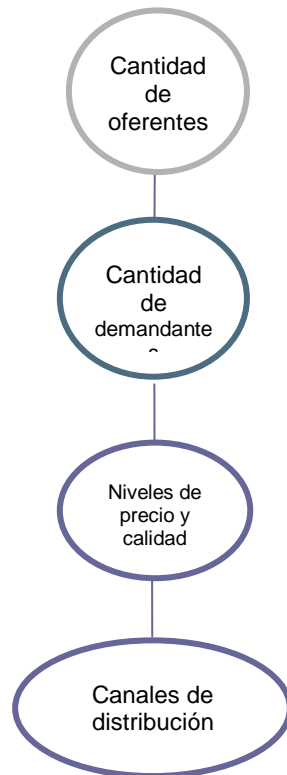 Cantidad
de
oferentes
Cantidad
de
demandante
Niveles de
precio y
calidad
Canales de
distribución